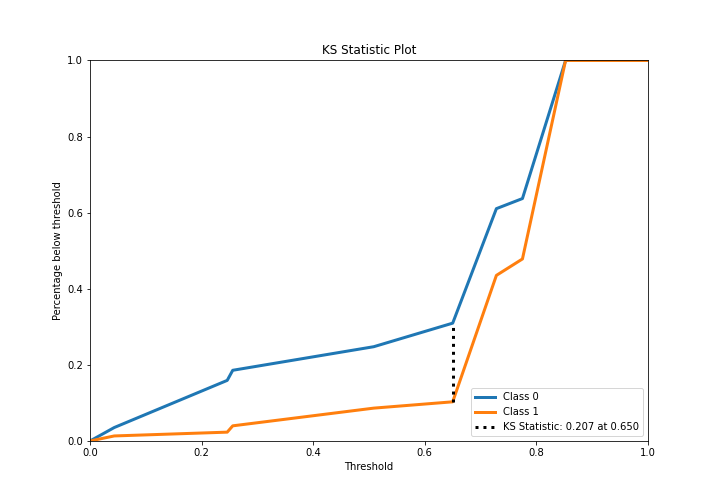 KS Statistic Plot
1.0
0.8
0.6
0.4
0.2
0.0
Percentage below threshold
0.0 0.2 0.4 0.6 0.8 1.0
Threshold
Class 0
Class 1
KS Statistic: 0.207 at 0.650